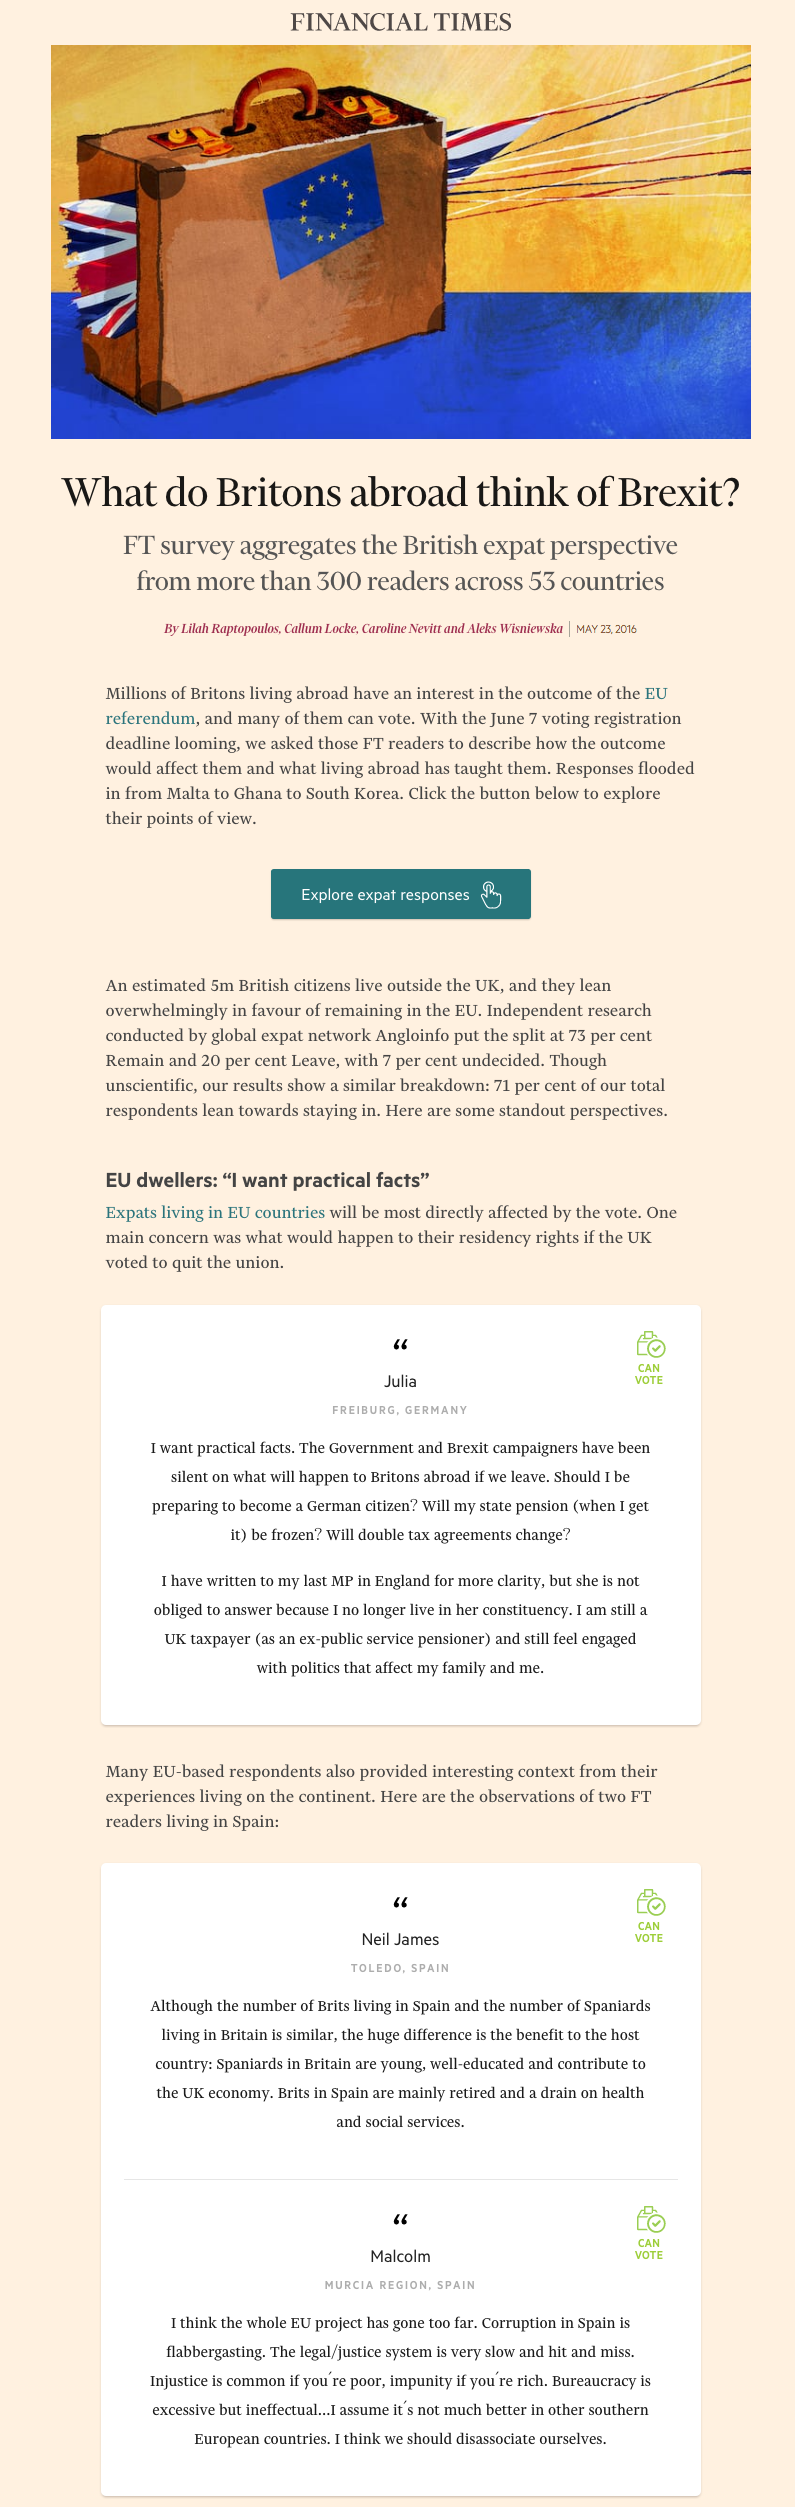 FINANCIAL TIMES
What do Britons abroad think of Brexit?
FT survey aggregates the British expat perspective
from more than 300 readers across 53 countries
By Lilah Raptopoulos, Callum Locke, Caroline Nevitt and Aleks Wisniewska | MAY 23, 2016
Millions of Britons living abroad have an interest in the outcome of the EU
referendum, and many of them can vote. With the June 7 voting registration
deadline looming, we asked those FT readers to describe how the outcome
would affect them and what living abroad has taught them. Responses flooded
in from Malta to Ghana to South Korea. Click the button below to explore
their points of view.
Explore expat responses
An estimated 5m British citizens live outside the UK, and they lean
overwhelmingly in favour of remaining in the EU. Independent research
conducted by global expat network Angloinfo put the split at 73 per cent
Remain and 20 per cent Leave, with 7 per cent undecided. Though
unscientific, our results show a similar breakdown: 71 per cent of our total
respondents lean towards staying in. Here are some standout perspectives.
EU dwellers: “I want practical facts”
Expats living in EU countries will be most directly affected by the vote. One
main concern was what would happen to their residency rights if the UK
voted to quit the union.
“
CAN
VOTE
Julia
FREIBURG, GERMANY
I want practical facts. The Government and Brexit campaigners have been
silent on what will happen to Britons abroad if we leave. Should I be
preparing to become a German citizen? Will my state pension (when I get
it) be frozen? Will double tax agreements change?
I have written to my last MP in England for more clarity, but she is not
obliged to answer because I no longer live in her constituency. I am still a
UK taxpayer (as an ex-public service pensioner) and still feel engaged
with politics that affect my family and me.
Many EU-based respondents also provided interesting context from their
experiences living on the continent. Here are the observations of two FT
readers living in Spain:
“
CAN
VOTE
Neil James
TOLEDO, SPAIN
Although the number of Brits living in Spain and the number of Spaniards
living in Britain is similar, the huge difference is the benefit to the host
country: Spaniards in Britain are young, well-educated and contribute to
the UK economy. Brits in Spain are mainly retired and a drain on health
and social services.
“
CAN
VOTE
Malcolm
MURCIA REGION, SPAIN
I think the whole EU project has gone too far. Corruption in Spain is
flabbergasting. The legal/justice system is very slow and hit and miss.
Injustice is common if you´re poor, impunity if you´re rich. Bureaucracy is
excessive but ineffectual...I assume it´s not much better in other southern
European countries. I think we should disassociate ourselves.